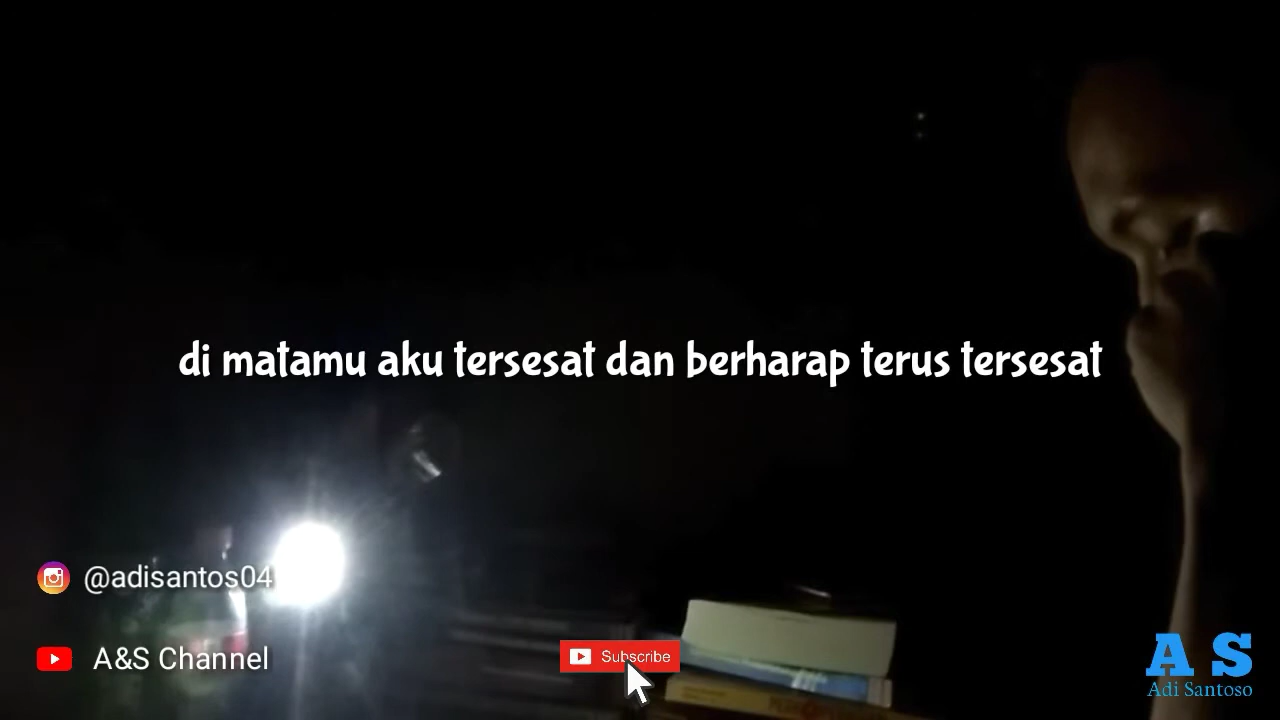 di matamu aku tersesat dan berharap terus tersesat
@adisantos04
A&S Channel
Subscribe
A S
Adi Santoso